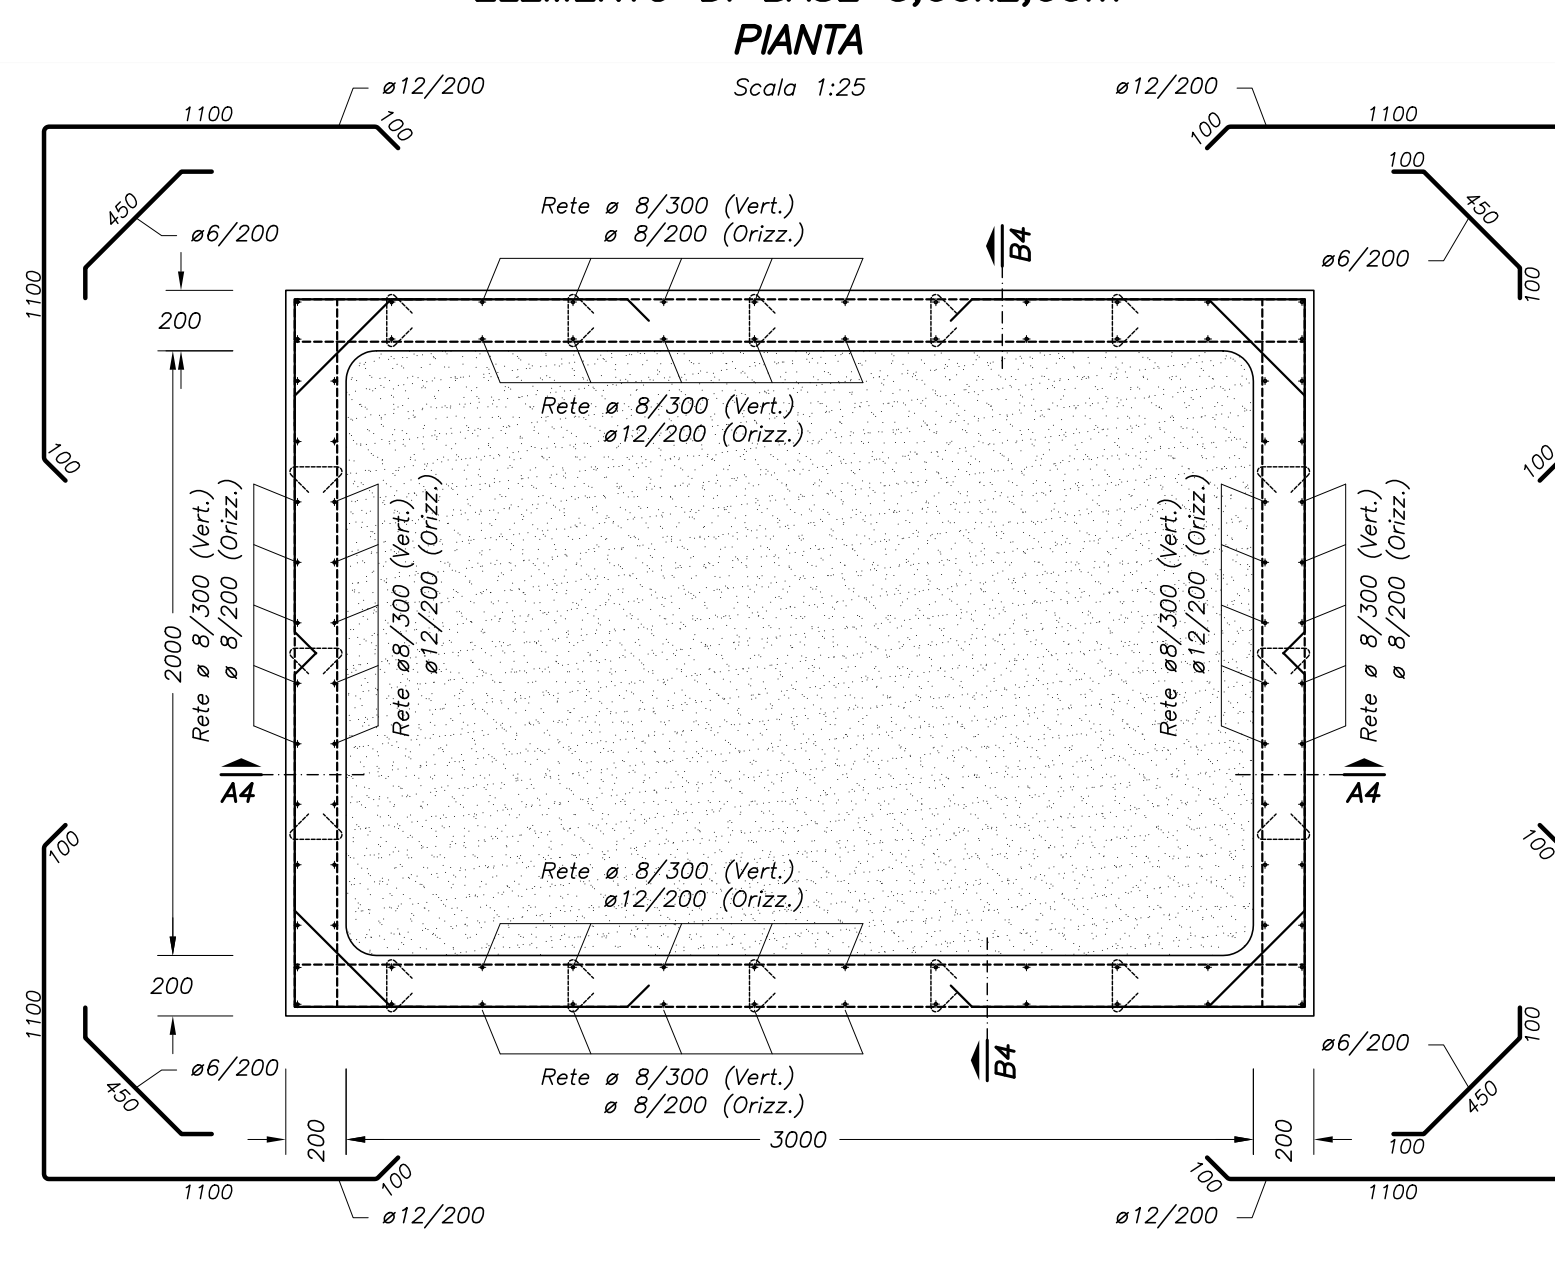 PIANTA
Scala 1:25
ø12/200
ø12/200
1100
100
100
1100
450
ø6/200
100
450
ø6/200
100
1100
200
Rete ø 8/300 (Vert.)
ø 8/200 (Orizz.)
B4
Rete ø 8/300 (Vert.)
ø12/200 (Orizz.)
100
100
Rete ø 8/300 (Vert.)
ø 8/200 (Orizz.)
Rete ø8/300 (Vert.)
ø12/200 (Orizz.)
Rete ø8/300 (Vert.)
ø12/200 (Orizz.)
Rete ø 8/300 (Vert.)
ø 8/200 (Orizz.)
2000
A4
A4
100
100
Rete ø 8/300 (Vert.)
ø12/200 (Orizz.)
200
1100
100
ø6/200
450
B4
ø6/200
450
Rete ø 8/300 (Vert.)
ø 8/200 (Orizz.)
200
3000
200
100
100
100
1100
1100
ø12/200
ø12/200